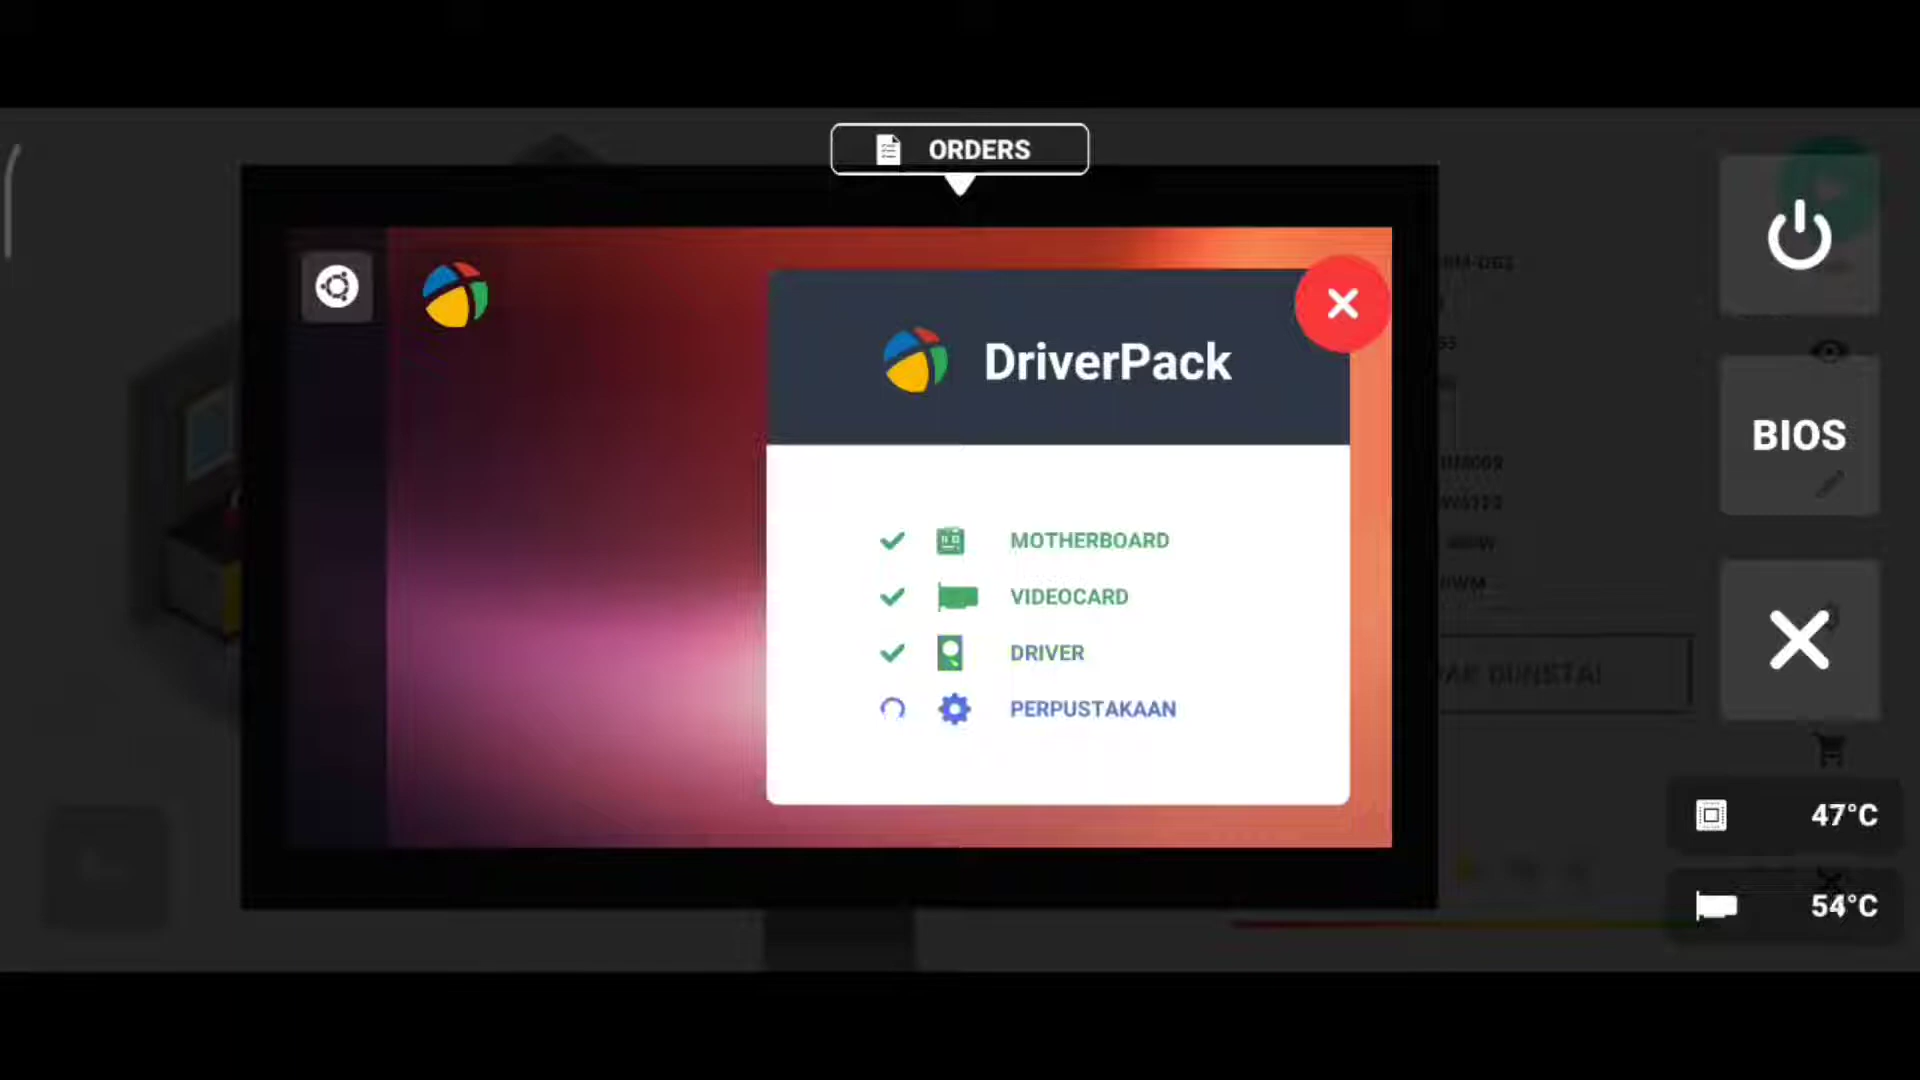 ORDERS
DriverPack
MOTHERBOARD
VIDEOCARD
DRIVER
PERPUSTAKAAN
BIOS
47°C
54°C